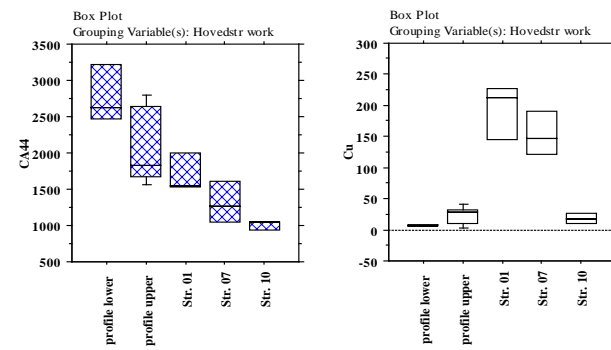 Box Plot
Grouping Variable(s): Hovedstr work
3500
3000
2500
2000
1500
1000
500
CA44
profile lower
profile upper
Str. 01
Str. 07
Str. 10
Box Plot
Grouping Variable(s): Hovedstr work
300
250
200
150
100
50
0
-50
Cu
profile lower
profile upper
Str. 01
Str. 07
Str. 10